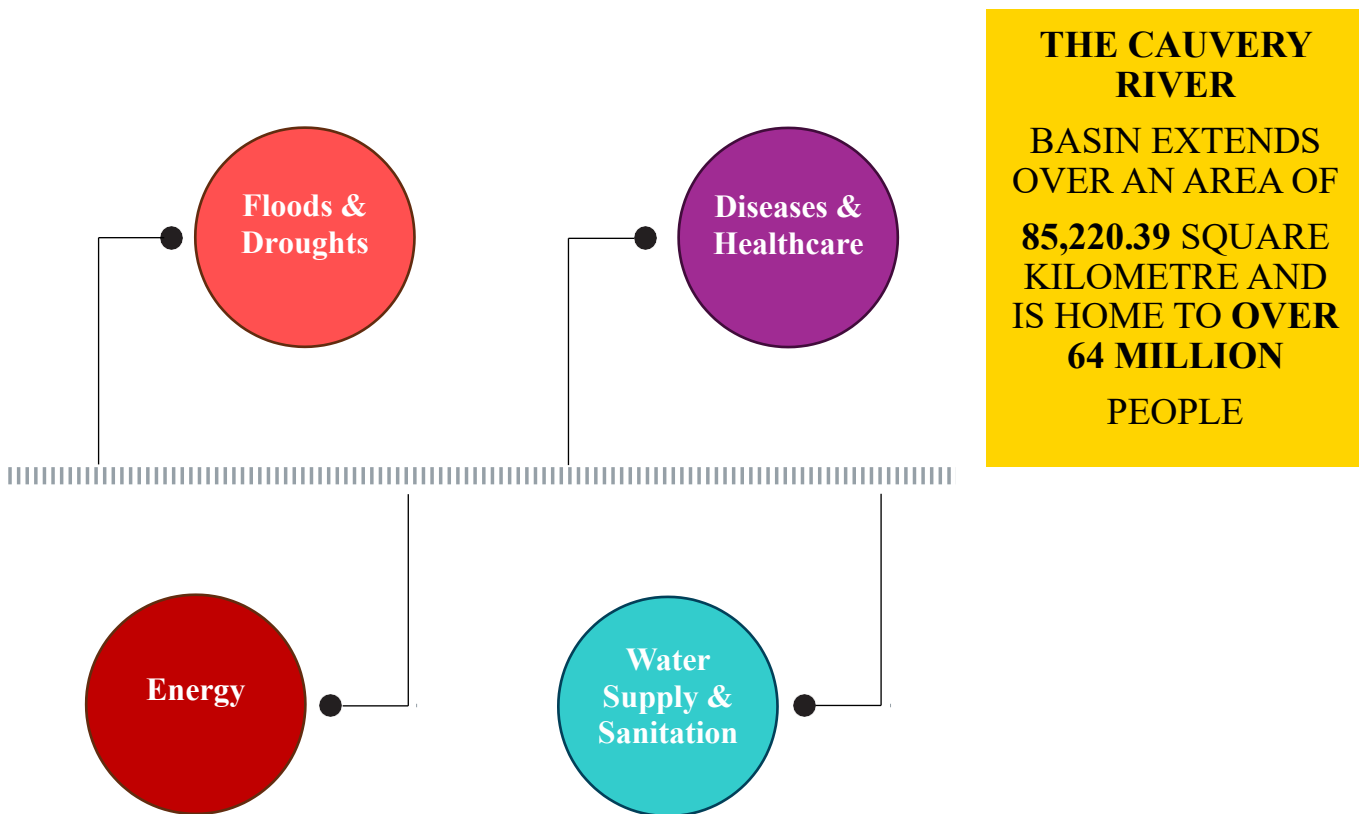 THE CAUVERY
RIVER
BASIN EXTENDS
OVER AN AREA OF
85,220.39 SQUARE
KILOMETRE AND
IS HOME TO OVER
64 MILLION
PEOPLE
Floods &
Droughts
Diseases &
Healthcare
Energy
Water
Supply &
Sanitation